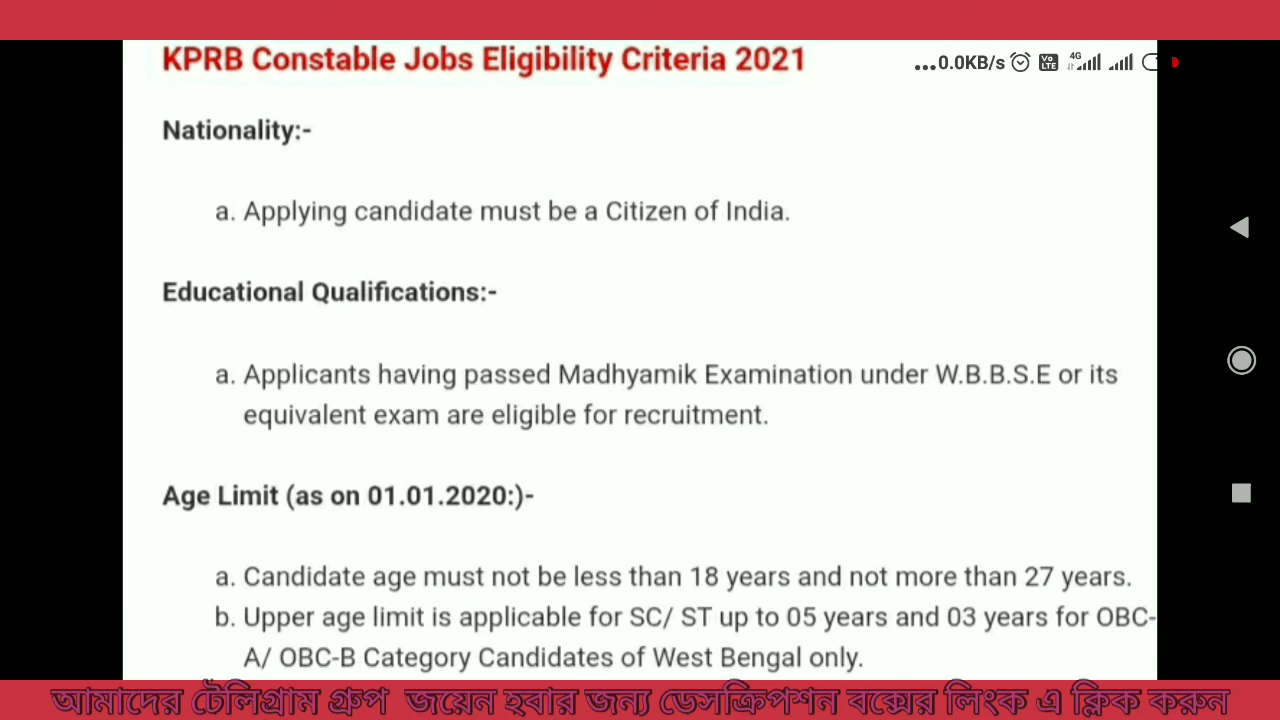 KPRB Constable Jobs Eligibility Criteria 2021
...0.0KB/s Vo LTE 4G
Nationality:-
a. Applying candidate must be a Citizen of India.
Educational Qualifications:-
a. Applicants having passed Madhyamik Examination under W.B.B.S.E or its
equivalent exam are eligible for recruitment.
Age Limit (as on 01.01.2020:)-
a. Candidate age must not be less than 18 years and not more than 27 years.
b. Upper age limit is applicable for SC/ ST up to 05 years and 03 years for OBC-
A/ OBC-B Category Candidates of West Bengal only.
আমাদের টেলিগ্রাম গ্রুপ জয়েন হবার জন্য ডেসক্রিপশন বক্সের লিংক এ ক্লিক করুন